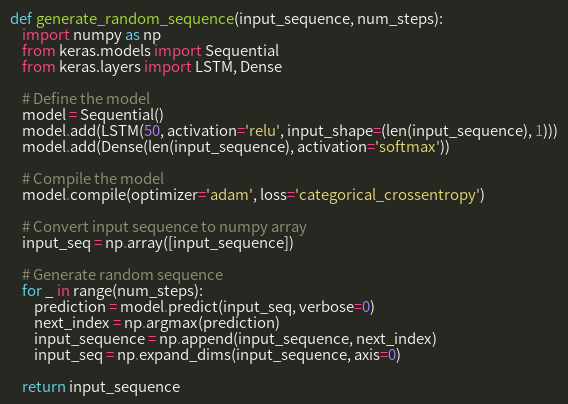 def generate_random_sequence(input_sequence, num_steps):
    import numpy as np
    from keras.models import Sequential
    from keras.layers import LSTM, Dense

    # Define the model
    model = Sequential()
    model.add(LSTM(50, activation='relu', input_shape=(len(input_sequence), 1)))
    model.add(Dense(len(input_sequence), activation='softmax'))

    # Compile the model
    model.compile(optimizer='adam', loss='categorical_crossentropy')

    # Convert input sequence to numpy array
    input_seq = np.array([input_sequence])

    # Generate random sequence
    for _ in range(num_steps):
        prediction = model.predict(input_seq, verbose=0)
        next_index = np.argmax(prediction)
        input_sequence = np.append(input_sequence, next_index)
        input_seq = np.expand_dims(input_sequence, axis=0)

    return input_sequence